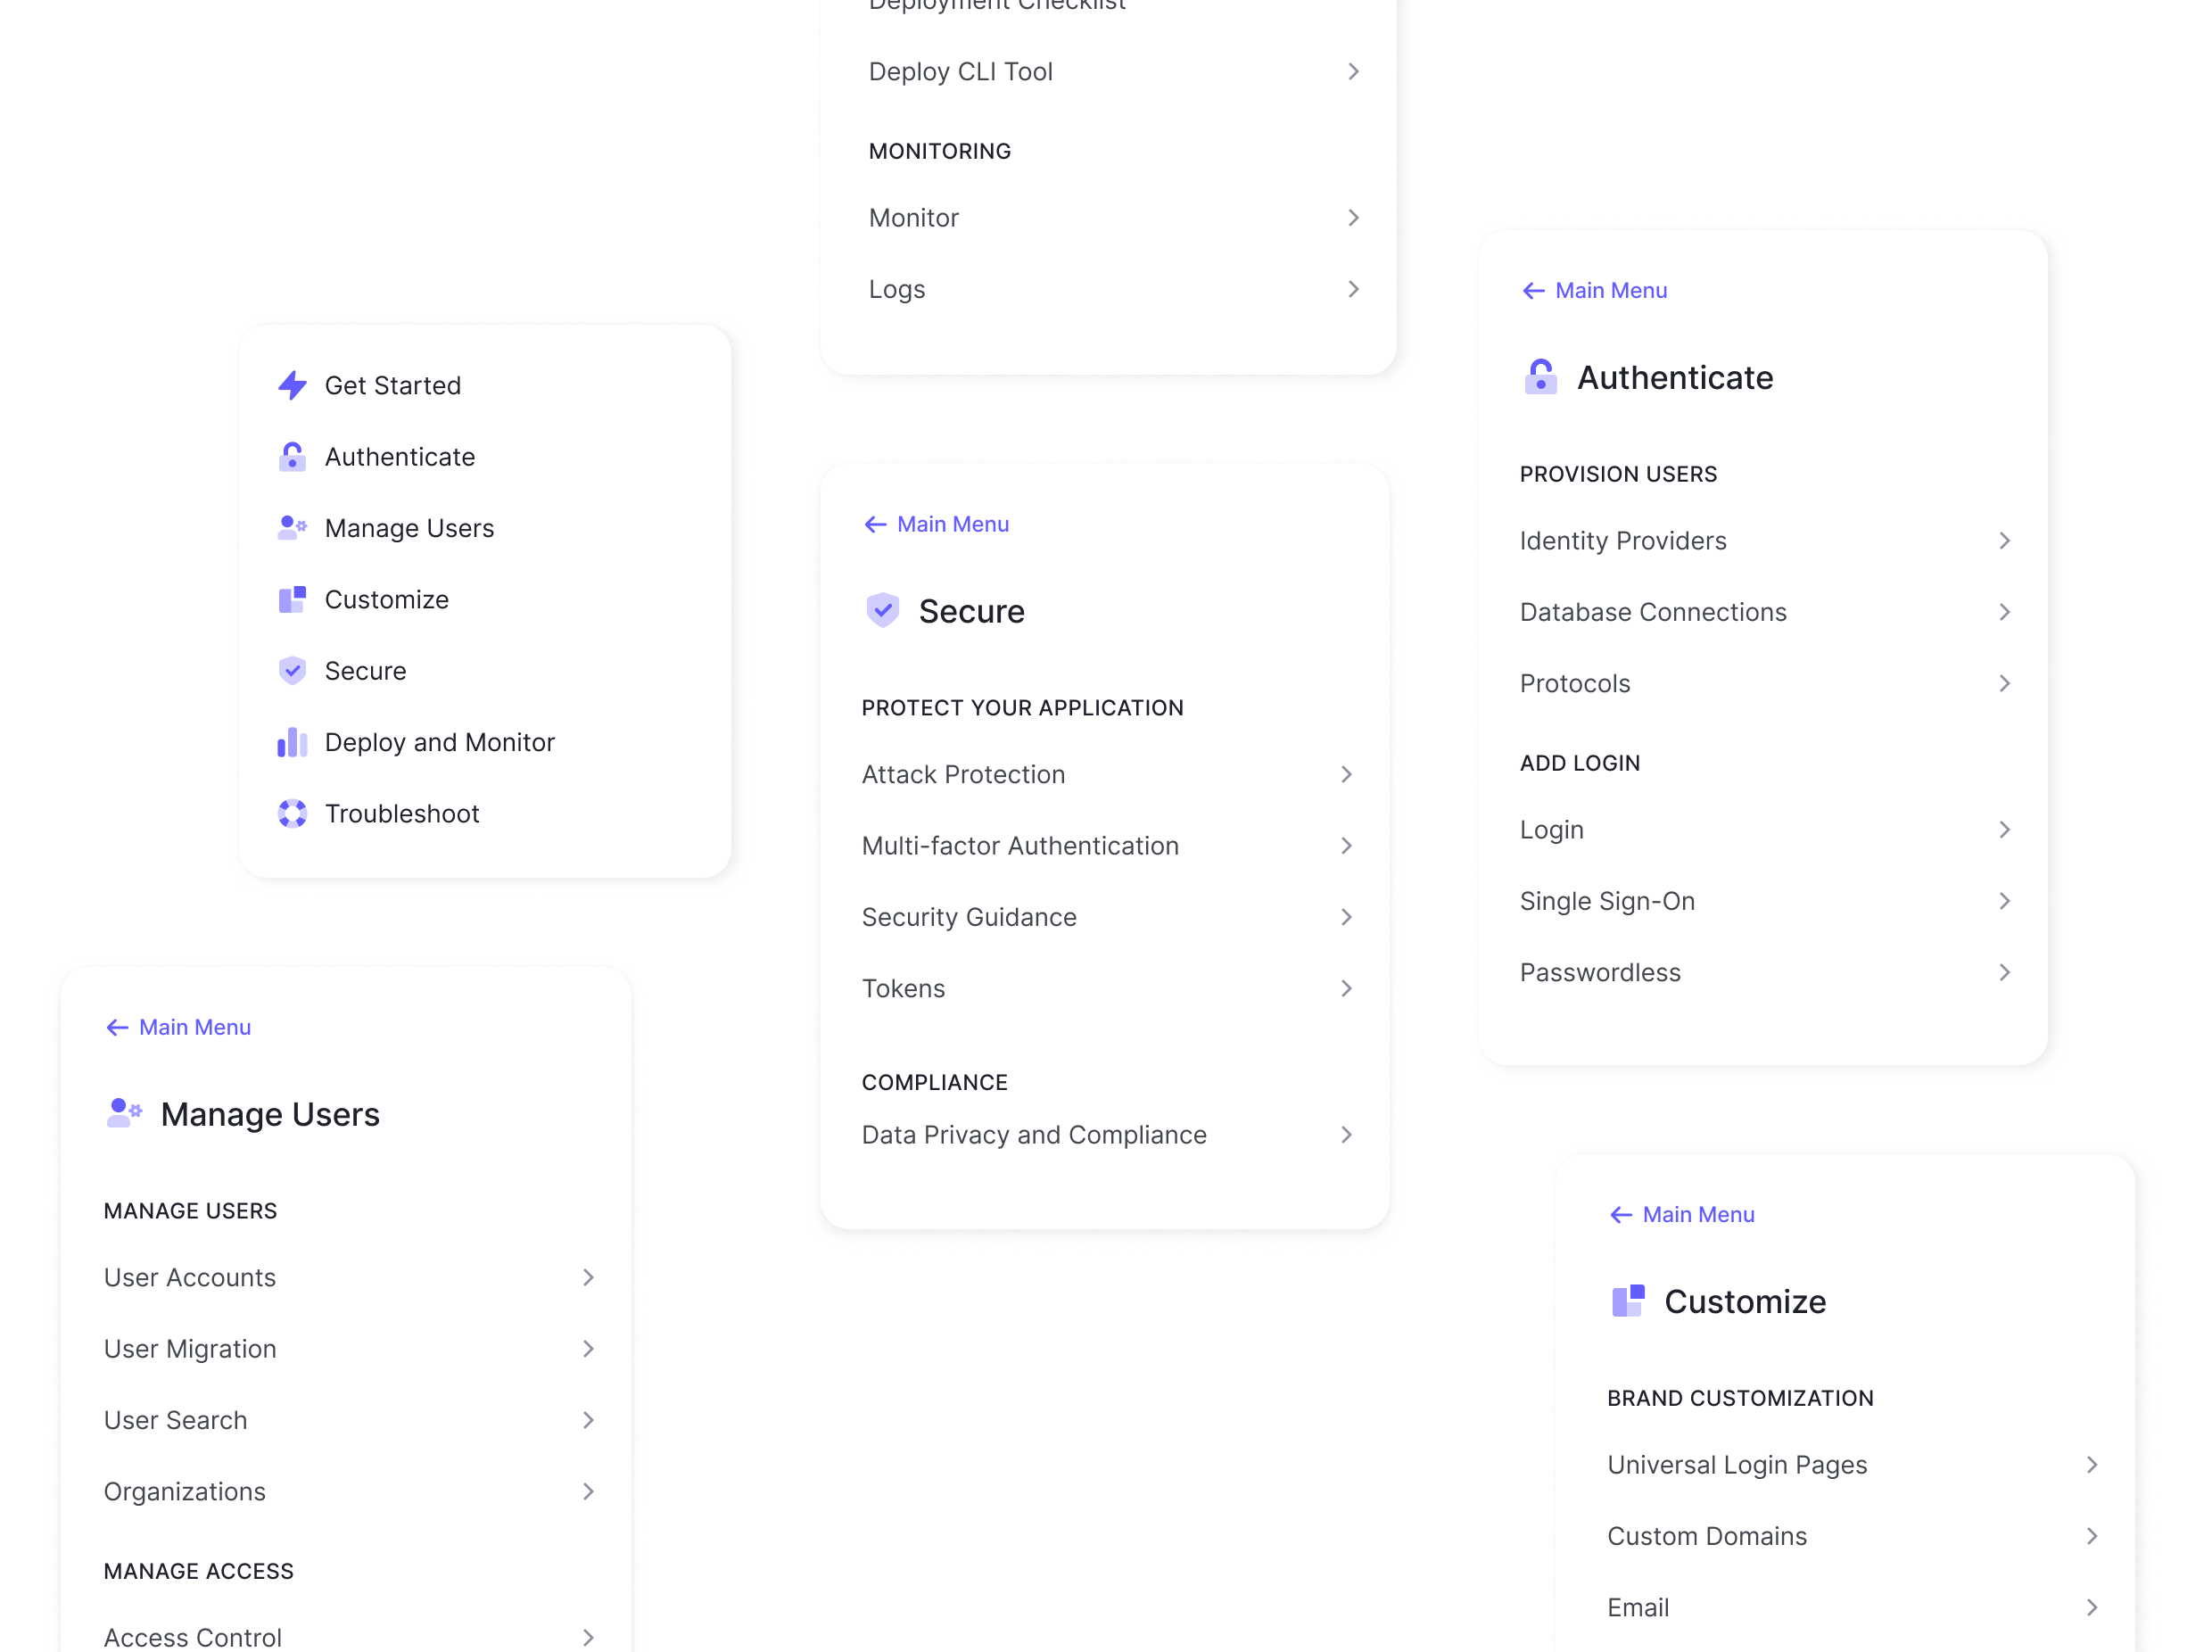 Deployment Checklist
Deploy CLI Tool
MONITORING
Monitor
Logs
Get Started
Authenticate
Manage Users
Customize
Secure
Deploy and Monitor
Troubleshoot
Main Menu
Manage Users
MANAGE USERS
User Accounts
User Migration
User Search
Organizations
MANAGE ACCESS
Access Control
Main Menu
Secure
PROTECT YOUR APPLICATION
Attack Protection
Multi-factor Authentication
Security Guidance
Tokens
COMPLIANCE
Data Privacy and Compliance
Main Menu
Authenticate
PROVISION USERS
Identity Providers
Database Connections
Protocols
ADD LOGIN
Login
Single Sign-On
Passwordless
Main Menu
Customize
BRAND CUSTOMIZATION
Universal Login Pages
Custom Domains
Email